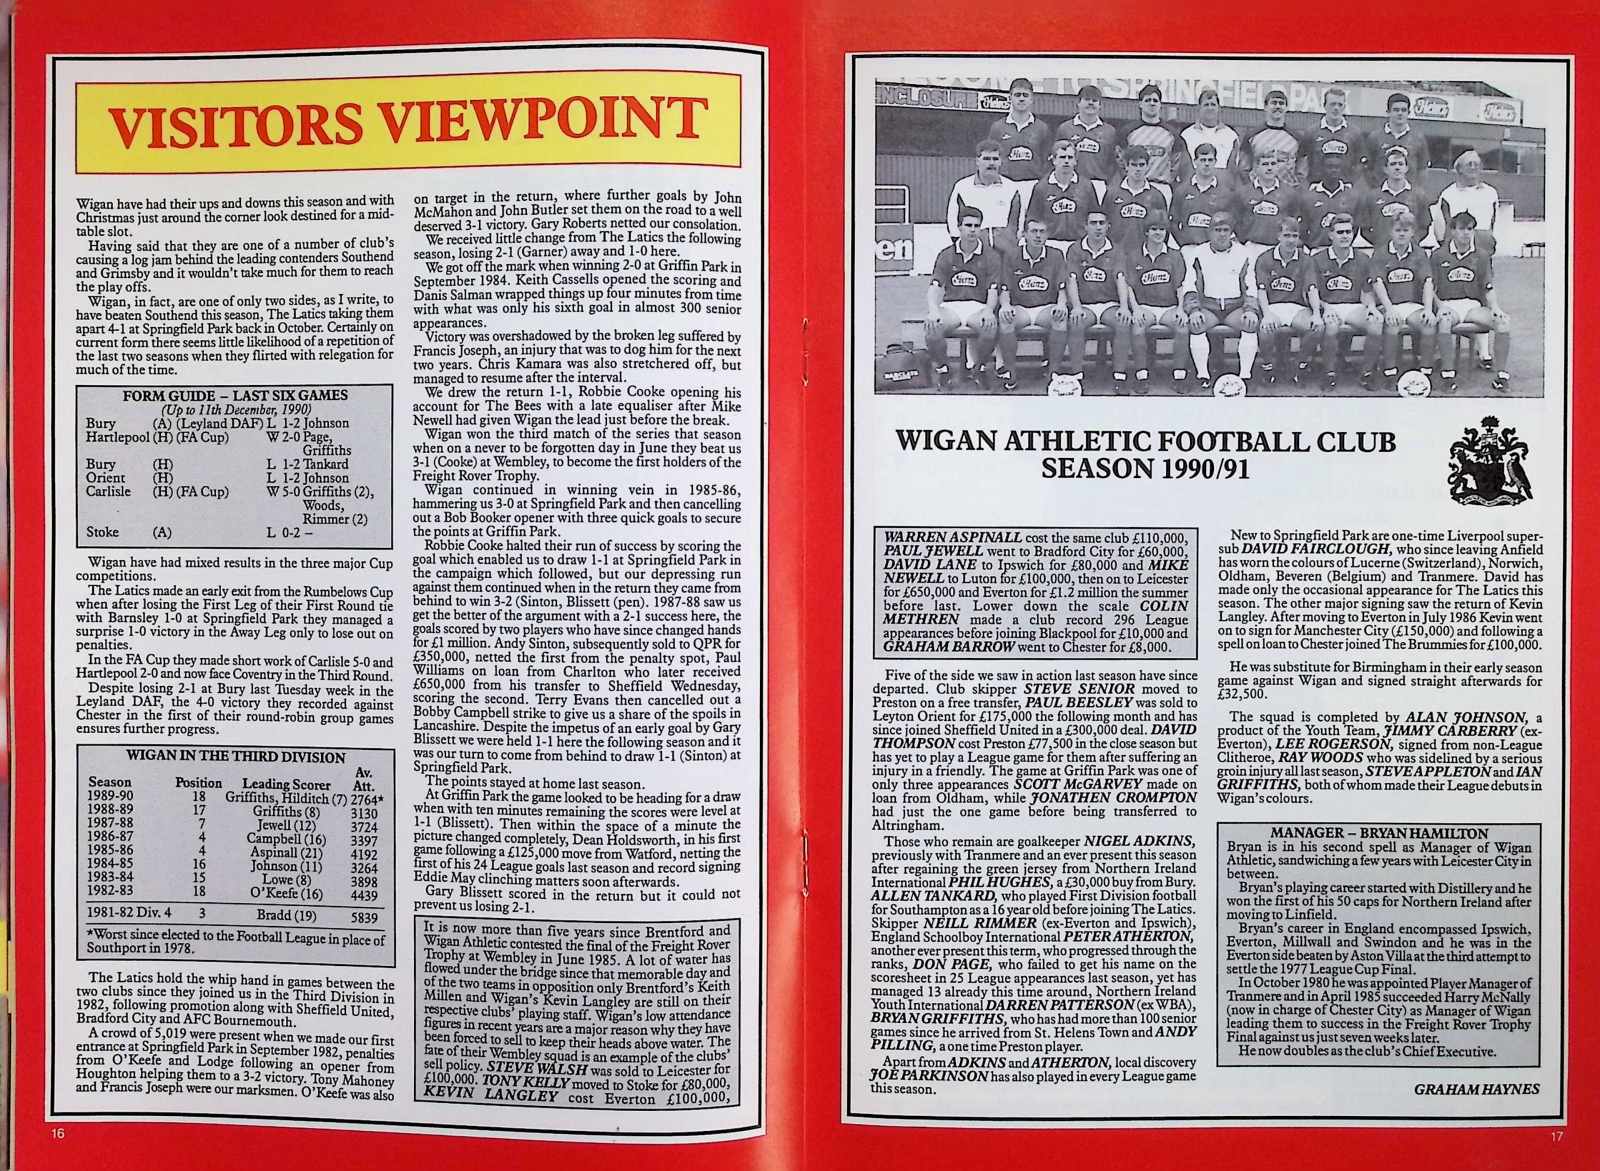 VISITORS VIEWPOINT
Wigan have had their ups and downs this season and with
Christmas just around the corner look destined for a mid-
table slot.
Having said that they are one of a number of club's
causing a log jam behind the leading contenders Southend
and Grimsby and it wouldn't take much for them to reach
the play offs.
Wigan, in fact, are one of only two sides, as I write, to
have beaten Southend this season, The Latics taking them
apart 4-1 at Springfield Park back in October. Certainly on
current form there seems little likelihood of a repetition of
the last two seasons when they flirted with relegation for
much of the time.
FORM GUIDE – LAST SIX GAMES
(Up to 11th December, 1990)
Bury (A) (Leyland DAF) L 1-2 Johnson
Hartlepool (H) (FA Cup) W 2-0 Page,
Griffiths
Bury (H) L 1-2 Tankard
Orient (H) L 1-2 Johnson
Carlisle (H) (FA Cup) W 5-0 Griffiths (2),
Woods,
Rimmer (2)
Stoke (A) L 0-2 –
Wigan have had mixed results in the three major Cup
competitions.
The Latics made an early exit from the Rumbelows Cup
when after losing the First Leg of their First Round tie
with Barnsley 1-0 at Springfield Park they managed a
surprise 1-0 victory in the Away Leg only to lose out on
penalties.
In the FA Cup they made short work of Carlisle 5-0 and
Hartlepool 2-0 and now face Coventry in the Third Round.
Despite losing 2-1 at Bury last Tuesday week in the
Leyland DAF, the 4-0 victory they recorded against
Chester in the first of their round-robin group games
ensures further progress.
WIGAN IN THE THIRD DIVISION
Season Position Leading Scorer Av. Att.
1989-90 18 Griffiths, Hilditch (7) 2764*
1988-89 17 Griffiths (8) 3130
1987-88 7 Jewell (12) 3724
1986-87 4 Campbell (16) 3397
1985-86 4 Aspinall (21) 4192
1984-85 16 Johnson (11) 3264
1983-84 15 Lowe (8) 3898
1982-83 18 O'Keefe (16) 4439
1981-82 Div. 4 3 Bradd (19) 5839
*Worst since elected to the Football League in place of
Southport in 1978.
The Latics hold the whip hand in games between the
two clubs since they joined us in the Third Division in
1982, following promotion along with Sheffield United,
Bradford City and AFC Bournemouth.
A crowd of 5,019 were present when we made our first
entrance at Springfield Park in September 1982, penalties
from O'Keefe and Lodge following an opener from
Houghton helping them to a 3-2 victory. Tony Mahoney
and Francis Joseph were our marksmen. O'Keefe was also
on target in the return, where further goals by John
McMahon and John Butler set them on the road to a well
deserved 3-1 victory. Gary Roberts netted our consolation.
We received little change from The Latics the following
season, losing 2-1 (Garner) away and 1-0 here.
We got off the mark when winning 2-0 at Griffin Park in
September 1984. Keith Cassells opened the scoring and
Danis Salman wrapped things up four minutes from time
with what was only his sixth goal in almost 300 senior
appearances.
Victory was overshadowed by the broken leg suffered by
Francis Joseph, an injury that was to dog him for the next
two years. Chris Kamara was also stretchered off, but
managed to resume after the interval.
We drew the return 1-1, Robbie Cooke opening his
account for The Bees with a late equaliser after Mike
Newell had given Wigan the lead just before the break.
Wigan won the third match of the series that season
when on a never to be forgotten day in June they beat us
3-1 (Cooke) at Wembley, to become the first holders of the
Freight Rover Trophy.
Wigan continued in winning vein in 1985-86,
hammering us 3-0 at Springfield Park and then cancelling
out a Bob Booker opener with three quick goals to secure
the points at Griffin Park.
Robbie Cooke halted their run of success by scoring the
goal which enabled us to draw 1-1 at Springfield Park in
the campaign which followed, but our depressing run
against them continued when in the return they came from
behind to win 3-2 (Sinton, Blissett (pen). 1987-88 saw us
get the better of the argument with a 2-1 success here, the
goals scored by two players who have since changed hands
for £1 million. Andy Sinton, subsequently sold to QPR for
£350,000, netted the first from the penalty spot, Paul
Williams on loan from Charlton who later received
£650,000 from his transfer to Sheffield Wednesday,
scoring the second. Terry Evans then cancelled out a
Bobby Campbell strike to give us a share of the spoils in
Lancashire. Despite the impetus of an early goal by Gary
Blissett we were held 1-1 here the following season and it
was our turn to come from behind to draw 1-1 (Sinton) at
Springfield Park.
The points stayed at home last season.
At Griffin Park the game looked to be heading for a draw
when with ten minutes remaining the scores were level at
1-1 (Blissett). Then within the space of a minute the
picture changed completely, Dean Holdsworth, in his first
game following a £125,000 move from Watford, netting the
first of his 24 League goals last season and record signing
Eddie May clinching matters soon afterwards.
Gary Blissett scored in the return but it could not
prevent us losing 2-1.
It is now more than five years since Brentford and
Wigan Athletic contested the final of the Freight Rover
Trophy at Wembley in June 1985. A lot of water has
flowed under the bridge since that memorable day and
of the two teams in opposition only Brentford's Keith
Millen and Wigan's Kevin Langley are still on their
respective clubs' playing staff. Wigan's low attendance
figures in recent years are a major reason why they have
been forced to sell to keep their heads above water. The
fate of their Wembley squad is an example of the clubs'
sell policy. STEVE WALSH was sold to Leicester for
£100,000. TONY KELLY moved to Stoke for £80,000,
KEVIN LANGLEY cost Everton £100,000,
16
ENCLOSURE
Heinz
WIGAN ATHLETIC FOOTBALL CLUB
SEASON 1990/91
WARREN ASPINALL cost the same club £110,000,
PAUL JEWELL went to Bradford City for £60,000,
DAVID LANE to Ipswich for £80,000 and MIKE
NEWELL to Luton for £100,000, then on to Leicester
for £650,000 and Everton for £1.2 million the summer
before last. Lower down the scale COLIN
METHREN made a club record 296 League
appearances before joining Blackpool for £10,000 and
GRAHAM BARROW went to Chester for £8,000.
Five of the side we saw in action last season have since
departed. Club skipper STEVE SENIOR moved to
Preston on a free transfer, PAUL BEESLEY was sold to
Leyton Orient for £175,000 the following month and has
since joined Sheffield United in a £300,000 deal. DAVID
THOMPSON cost Preston £77,500 in the close season but
has yet to play a League game for them after suffering an
injury in a friendly. The game at Griffin Park was one of
only three appearances SCOTT McGARVEY made on
loan from Oldham, while JONATHEN CROMPTON
had just the one game before being transferred to
Altringham.
Those who remain are goalkeeper NIGEL ADKINS,
previously with Tranmere and an ever present this season
after regaining the green jersey from Northern Ireland
International PHIL HUGHES, a £30,000 buy from Bury.
ALLEN TANKARD, who played First Division football
for Southampton as a 16 year old before joining The Latics.
Skipper NEILL RIMMER (ex-Everton and Ipswich),
England Schoolboy International PETER ATHERTON,
another ever present this term, who progressed through the
ranks, DON PAGE, who failed to get his name on the
scoresheet in 25 League appearances last season, yet has
managed 13 already this time around, Northern Ireland
Youth International DARREN PATTERSON (ex WBA),
BRYAN GRIFFITHS, who has had more than 100 senior
games since he arrived from St. Helens Town and ANDY
PILLING, a one time Preston player.
Apart from ADKINS and ATHERTON, local discovery
JOE PARKINSON has also played in every League game
this season.
New to Springfield Park are one-time Liverpool super-
sub DAVID FAIRCLOUGH, who since leaving Anfield
has worn the colours of Lucerne (Switzerland), Norwich,
Oldham, Beveren (Belgium) and Tranmere. David has
made only the occasional appearance for The Latics this
season. The other major signing saw the return of Kevin
Langley. After moving to Everton in July 1986 Kevin went
on to sign for Manchester City (£150,000) and following a
spell on loan to Chester joined The Brummies for £100,000.
He was substitute for Birmingham in their early season
game against Wigan and signed straight afterwards for
£32,500.
The squad is completed by ALAN JOHNSON, a
product of the Youth Team, JIMMY CARBERRY (ex-
Everton), LEE ROGERSON, signed from non-League
Clitheroe, RAY WOODS who was sidelined by a serious
groin injury all last season, STEVE APPLETON and IAN
GRIFFITHS, both of whom made their League debuts in
Wigan's colours.
MANAGER – BRYAN HAMILTON
Bryan is in his second spell as Manager of Wigan
Athletic, sandwiching a few years with Leicester City in
between.
Bryan's playing career started with Distillery and he
won the first of his 50 caps for Northern Ireland after
moving to Linfield.
Bryan's career in England encompassed Ipswich,
Everton, Millwall and Swindon and he was in the
Everton side beaten by Aston Villa at the third attempt to
settle the 1977 League Cup Final.
In October 1980 he was appointed Player Manager of
Tranmere and in April 1985 succeeded Harry McNally
(now in charge of Chester City) as Manager of Wigan
leading them to success in the Freight Rover Trophy
Final against us just seven weeks later.
He now doubles as the club's Chief Executive.
GRAHAM HAYNES
17